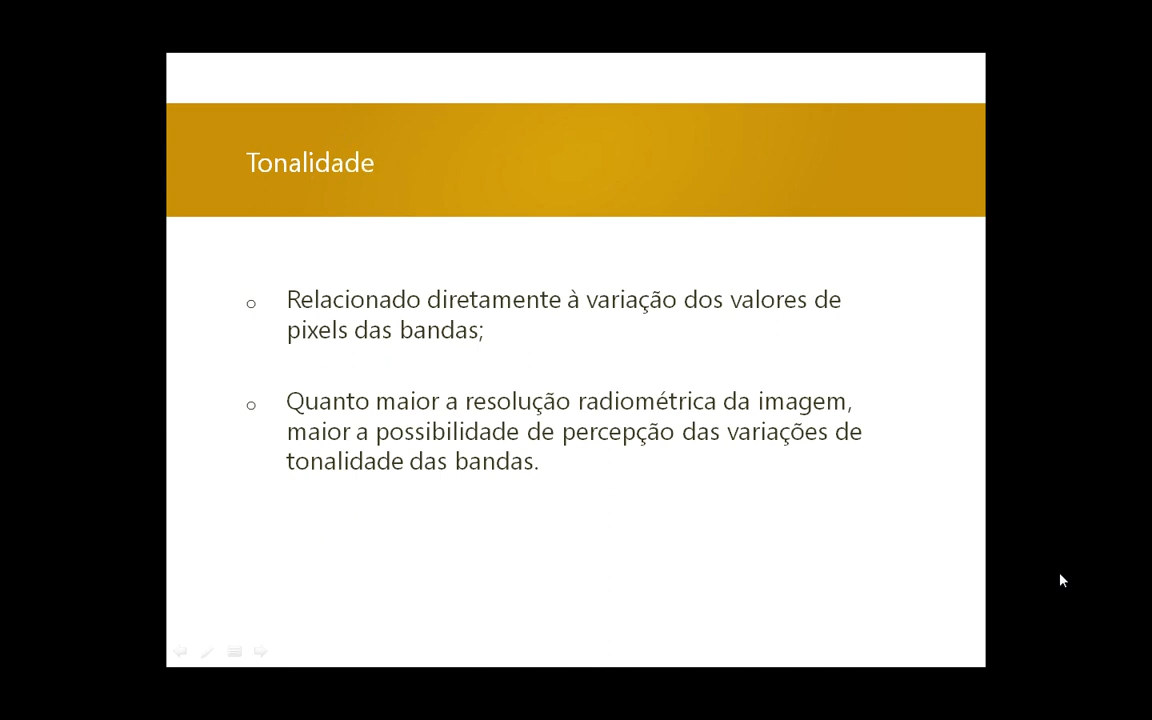 Tonalidade
o Relacionado diretamente à variação dos valores de
pixels das bandas;
o Quanto maior a resolução radiométrica da imagem,
maior a possibilidade de percepção das variações de
tonalidade das bandas.